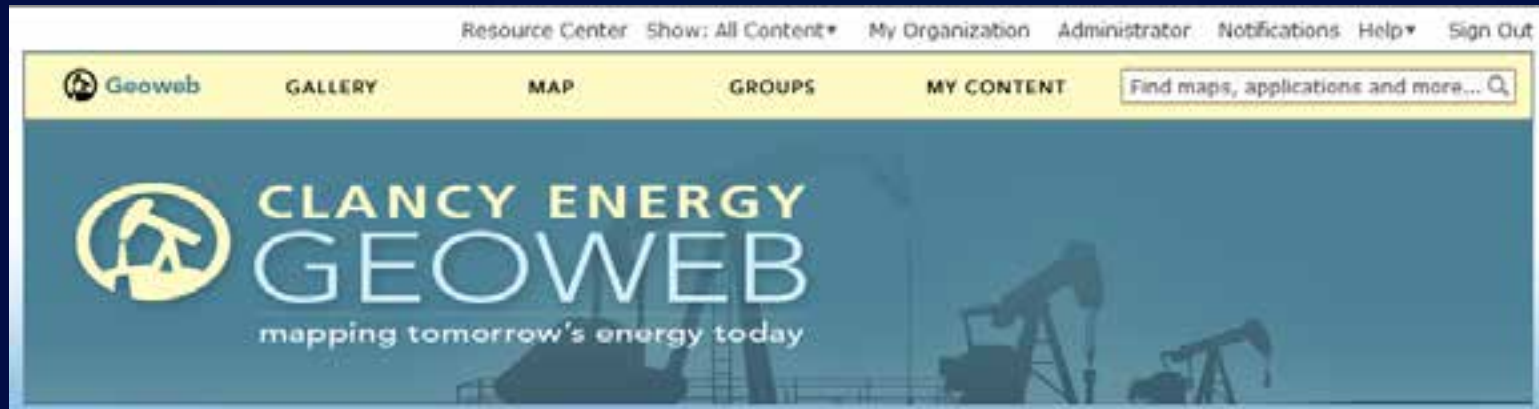 Resource Center Show: All Content▾ My Organization Administrator Notifications Help▾ Sign Out
Geoweb GALLERY MAP GROUPS MY CONTENT Find maps, applications and more...
CLANCY ENERGY
GEOWEB
mapping tomorrow's energy today